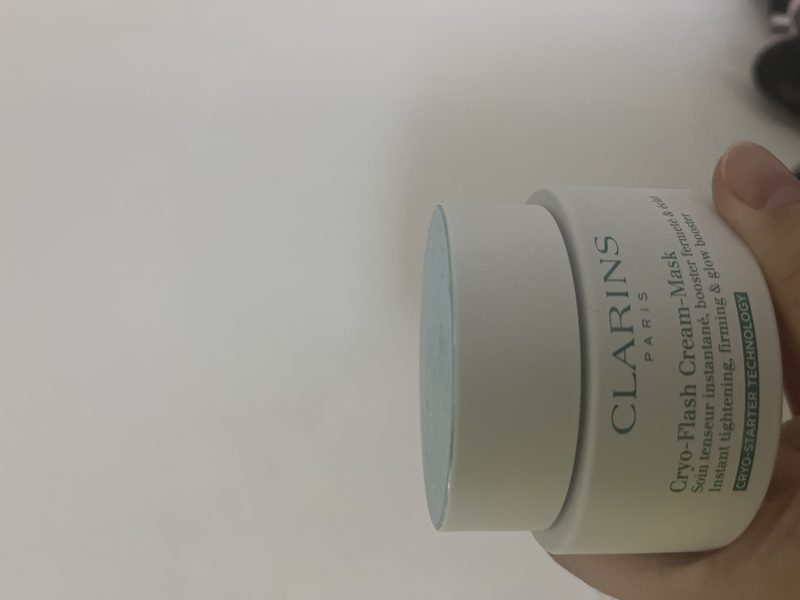 CLARINS
PARIS
Cryo-Flash Cream-Mask
Soin tenseur instantané, booster fermeté & éclat
Instant tightening, firming & glow booster
CRYO-STARTER TECHNOLOGY